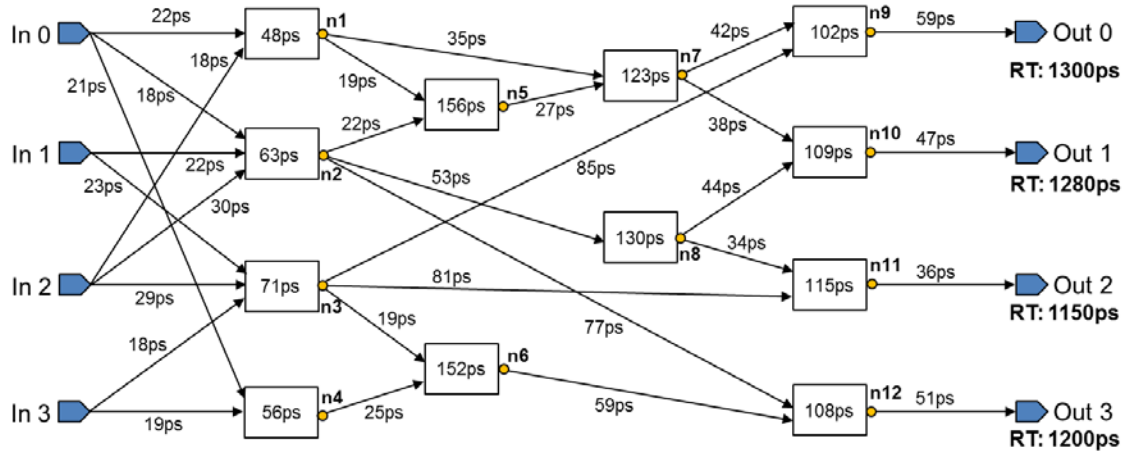 In 0
22ps
48ps
n1
35ps
42ps
n9
102ps
59ps
Out 0
RT: 1300ps
18ps
21ps
18ps
19ps
156ps
n5
27ps
123ps
n7
38ps
In 1
22ps
23ps
63ps
n2
22ps
53ps
85ps
44ps
109ps
n10
47ps
Out 1
RT: 1280ps
30ps
130ps
n8
34ps
In 2
29ps
71ps
n3
81ps
115ps
n11
36ps
Out 2
RT: 1150ps
18ps
19ps
77ps
152ps
n6
59ps
In 3
19ps
56ps
n4
25ps
108ps
n12
51ps
Out 3
RT: 1200ps